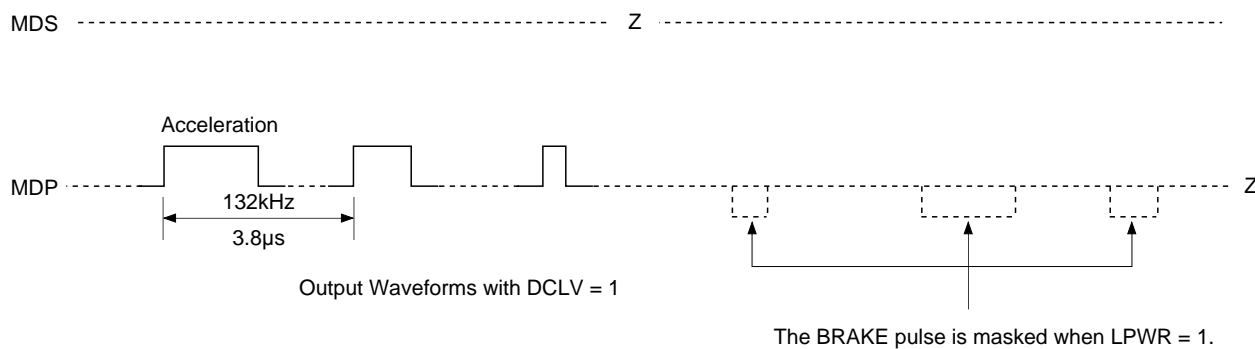 MDS Z
Acceleration
MDP Z
132kHz
3.8µs
Output Waveforms with DCLV = 1
The BRAKE pulse is masked when LPWR = 1.